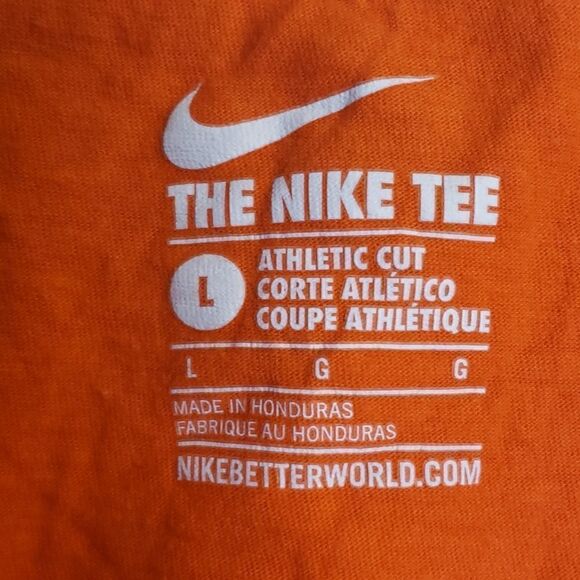 THE NIKE TEE
L
ATHLETIC CUT
CORTE ATLÉTICO
COUPE ATHLÉTIQUE
L G G
MADE IN HONDURAS
FABRIQUE AU HONDURAS
NIKEBETTERWORLD.COM